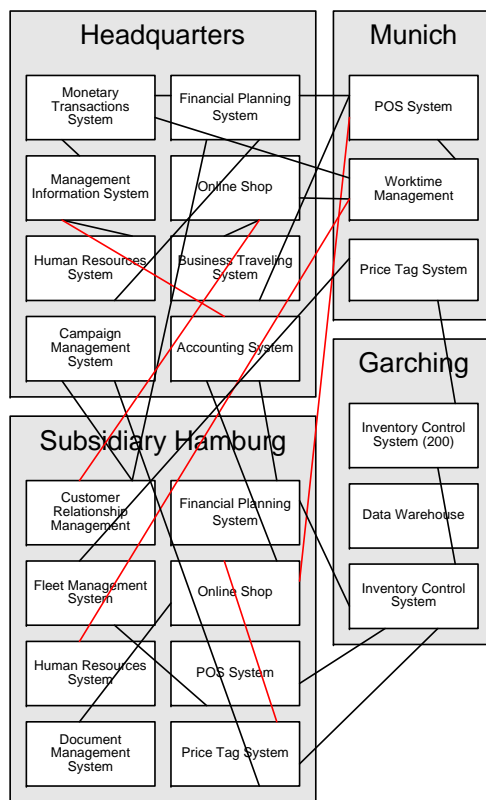 Headquarters
Monetary
Transactions
System
Financial Planning
System
Management
Information System
Online Shop
Human Resources
System
Business Traveling
System
Campaign
Management
System
Accounting System
Munich
POS System
Worktime
Management
Price Tag System
Garching
Inventory Control
System (200)
Data Warehouse
Inventory Control
System
Subsidiary Hamburg
Customer
Relationship
Management
Financial Planning
System
Fleet Management
System
Online Shop
Human Resources
System
POS System
Document
Management
System
Price Tag System